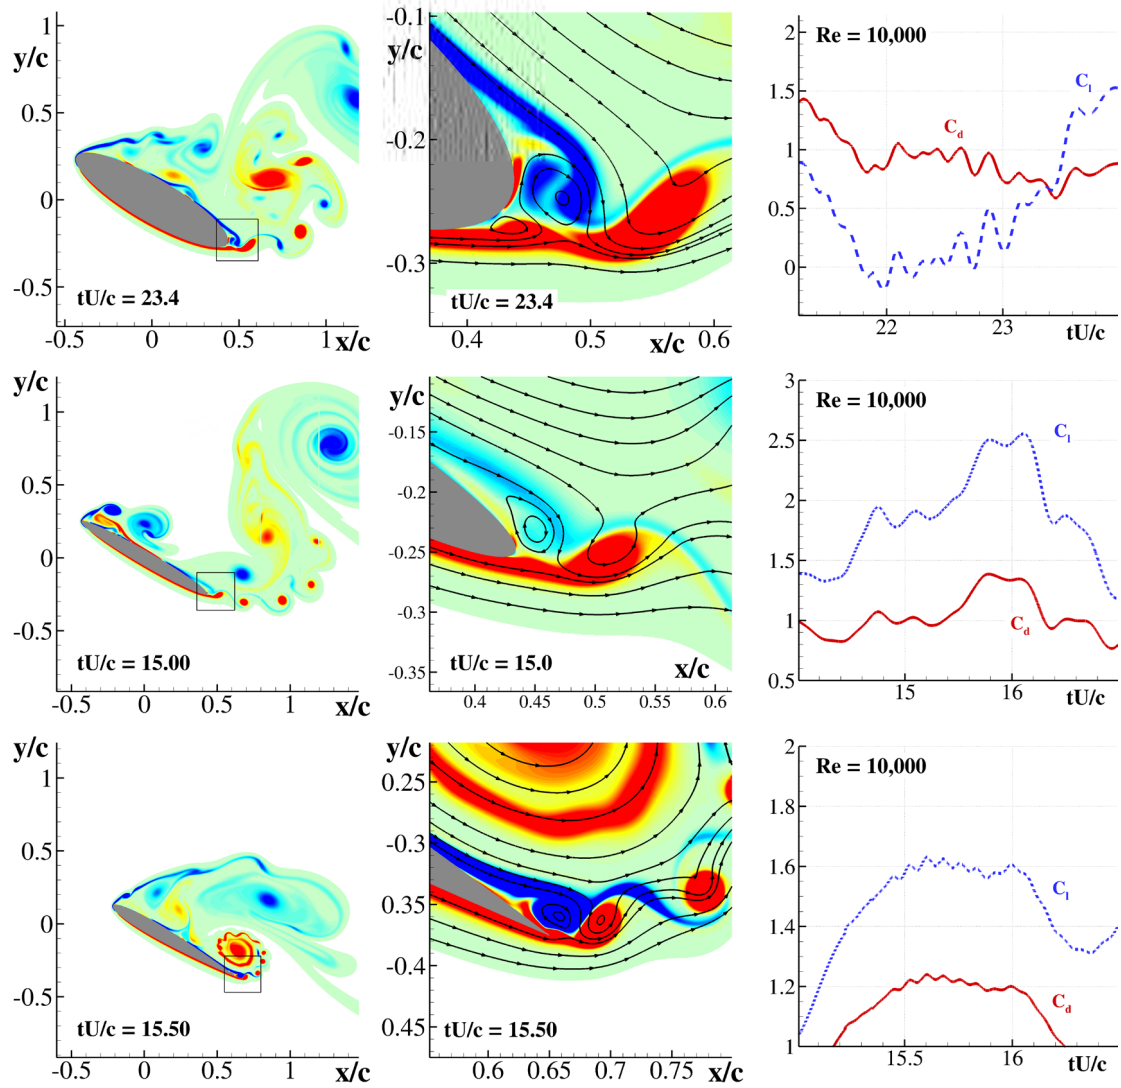 1
y/c
0.5
0
-0.5
tU/c = 23.4
-0.5
0
0.5
1
x/c
-0.1
y/c
-0.2
-0.3
tU/c = 23.4
0.4
0.5
0.6
x/c
2
Re = 10,000
1.5
C_l
C_d
1
0.5
0
22
23
tU/c
y/c
1
0.5
0
-0.5
tU/c = 15.00
-0.5
0
0.5
1
x/c
y/c
-0.15
-0.2
-0.25
-0.3
-0.35
tU/c = 15.0
x/c
0.4
0.45
0.5
0.55
0.6
3
Re = 10,000
C_l
2.5
2
1.5
1
C_d
0.5
15
16
tU/c
y/c
1
0.5
0
-0.5
tU/c = 15.50
-0.5
0
0.5
1
x/c
y/c
0.25
-0.3
0.35
-0.4
0.45
tU/c = 15.50
0.6
0.65
0.7
0.75
x/c
2
Re = 10,000
1.8
1.6
C_l
1.4
1.2
C_d
1
15.5
16
tU/c